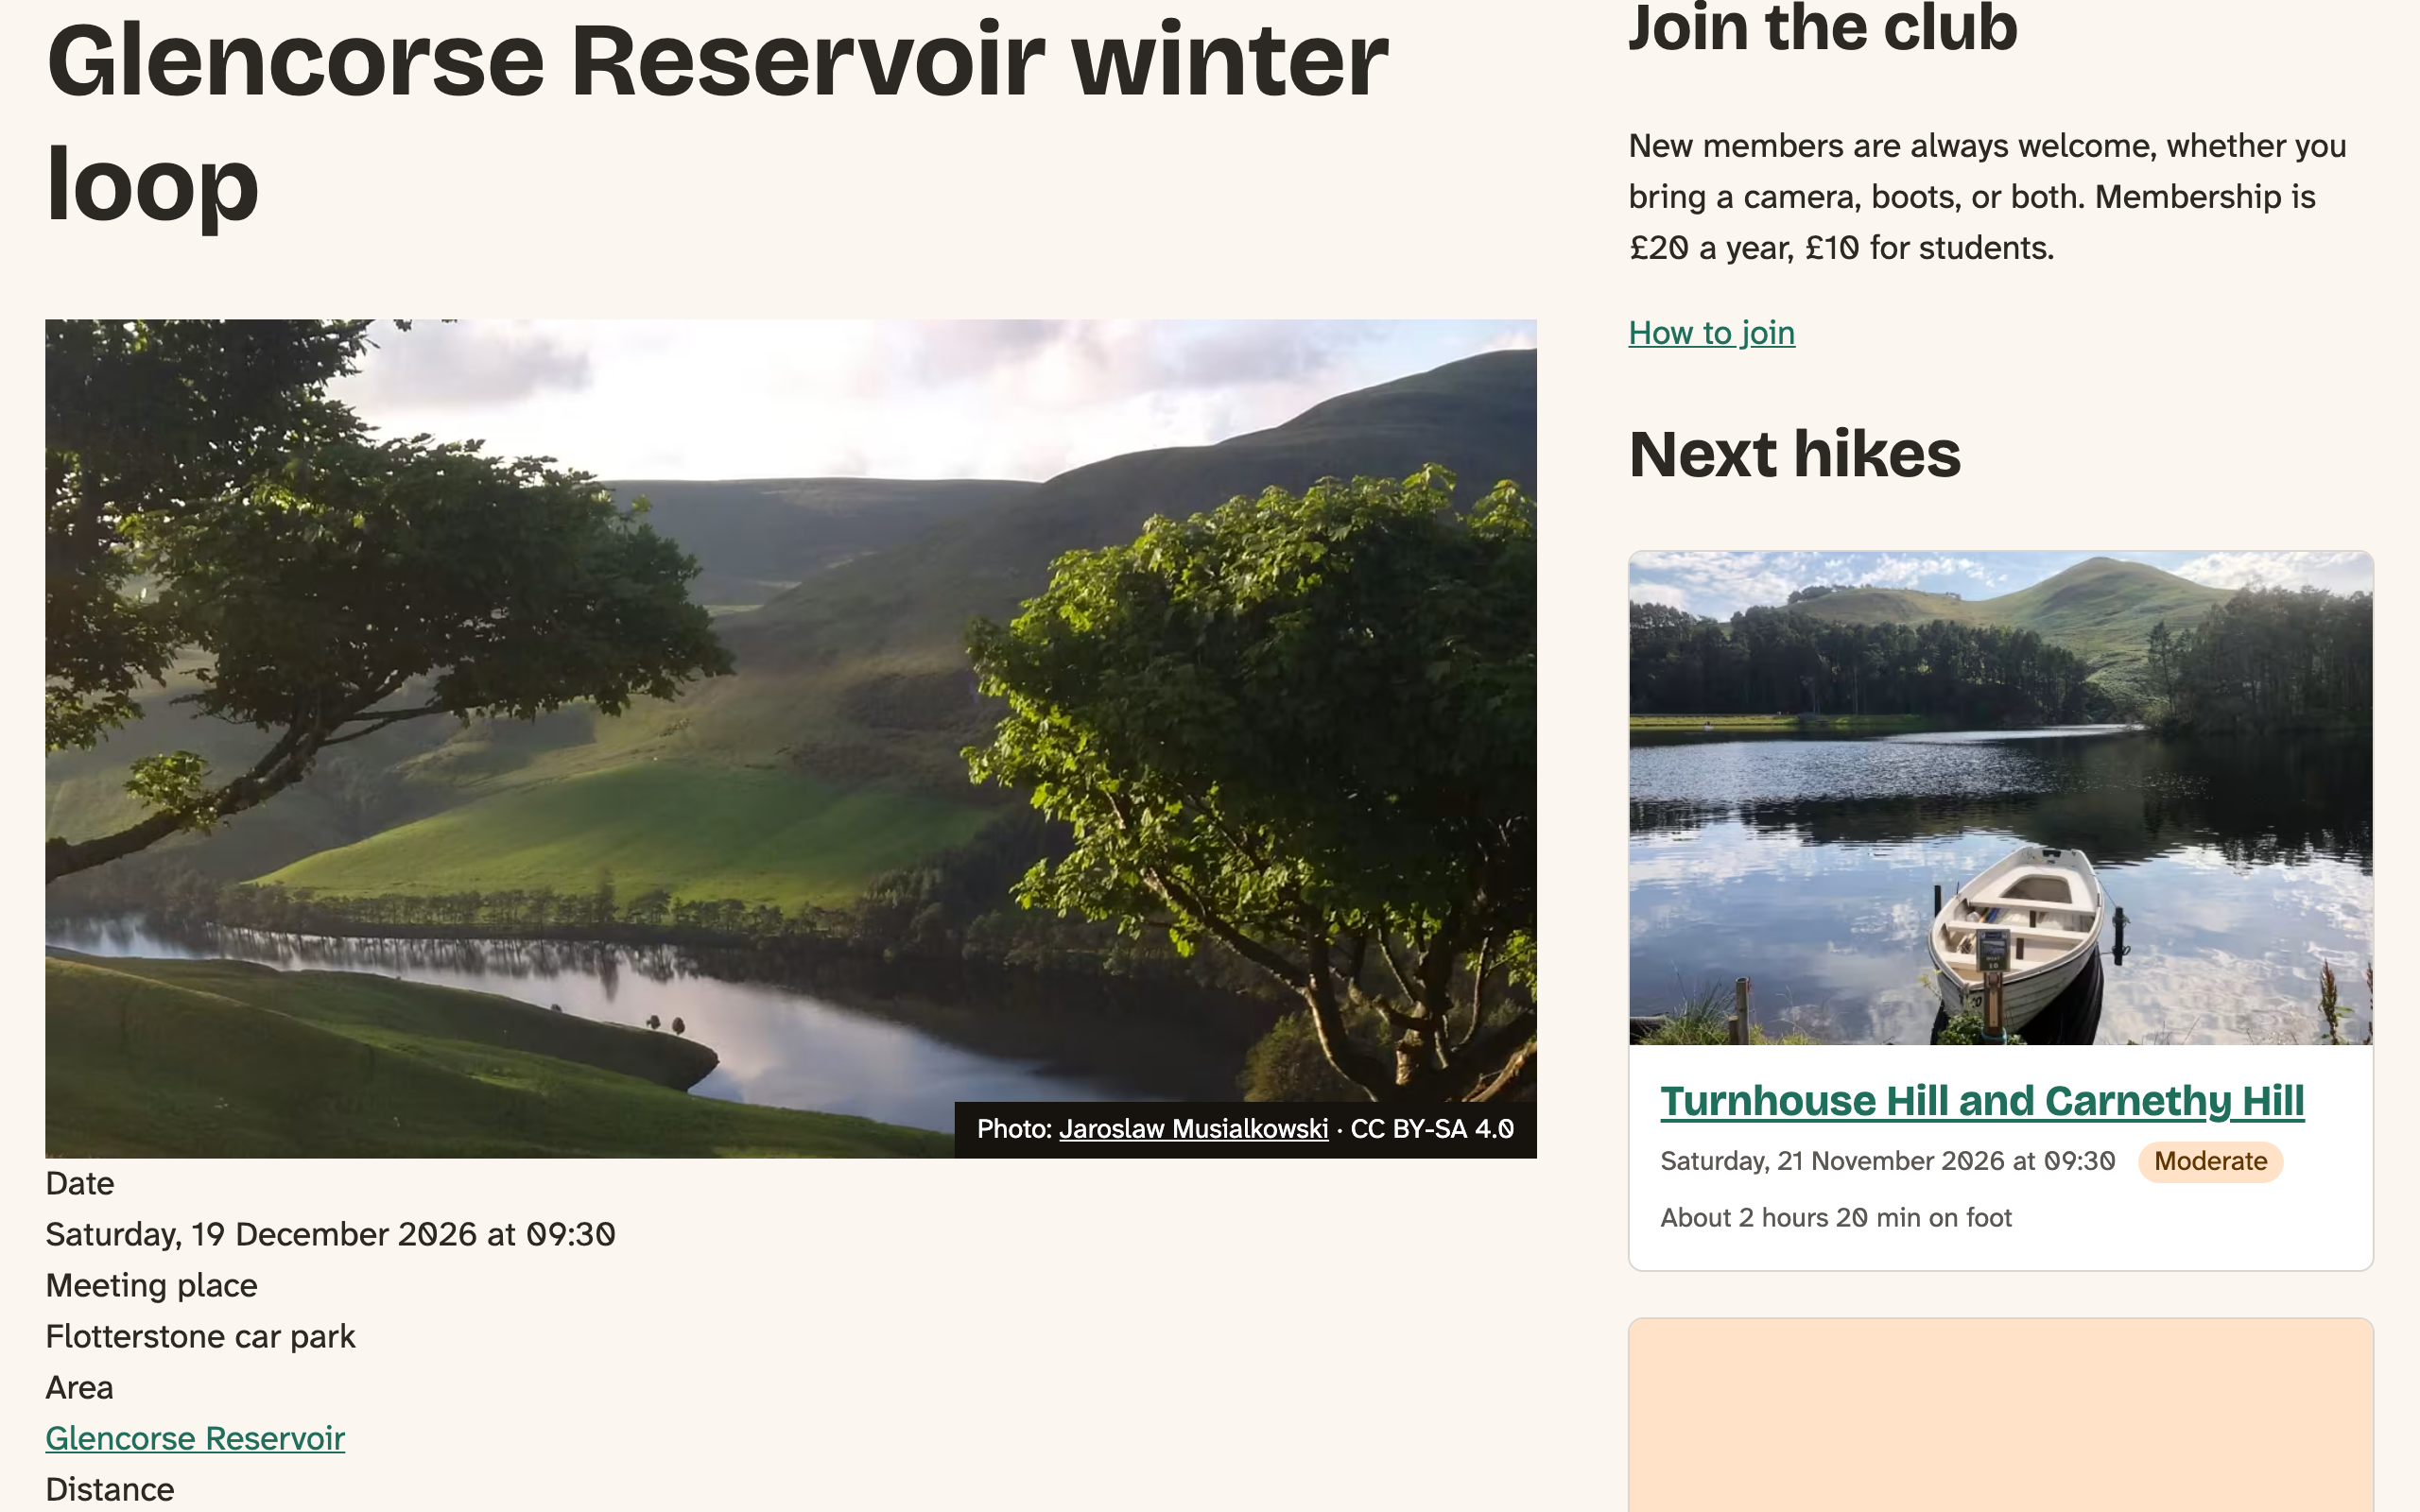 Glencorse Reservoir winter
loop
Photo: Jaroslaw Musialkowski · CC BY-SA 4.0
Date
Saturday, 19 December 2026 at 09:30
Meeting place
Flotterstone car park
Area
Glencorse Reservoir
Distance
Join the club
New members are always welcome, whether you
bring a camera, boots, or both. Membership is
£20 a year, £10 for students.
How to join
Next hikes
Turnhouse Hill and Carnethy Hill
Saturday, 21 November 2026 at 09:30 Moderate
About 2 hours 20 min on foot